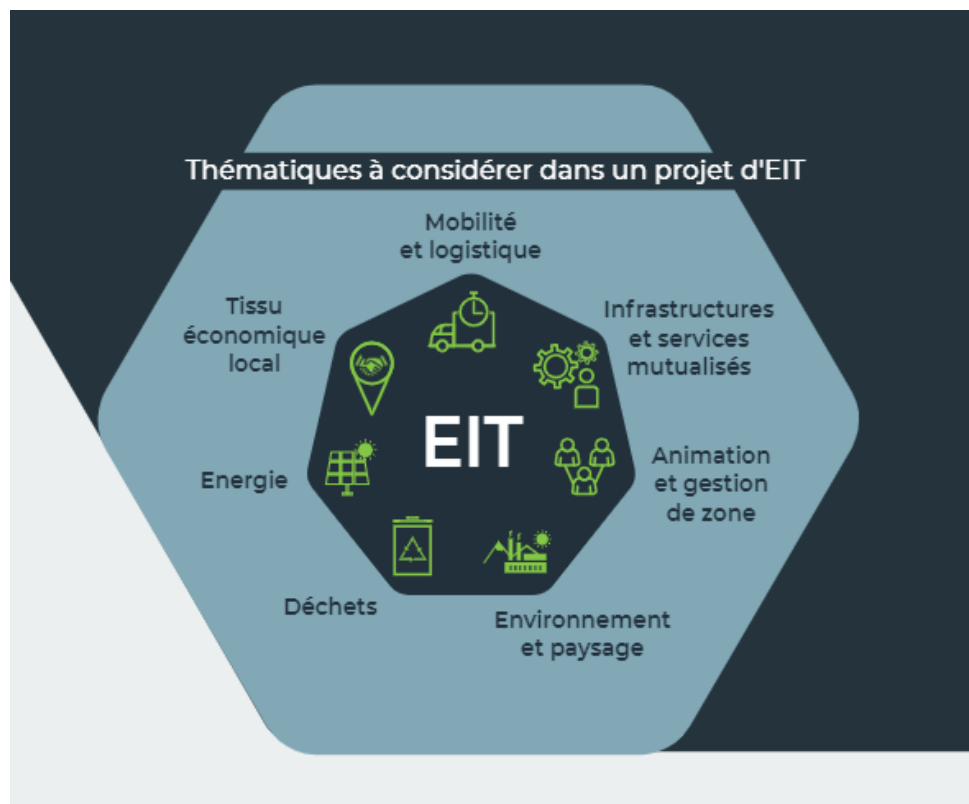 Thématiques à considérer dans un projet d'EIT
Mobilité
et logistique
Infrastructures
et services
mutualisés
Animation
et gestion
de zone
Environnement
et paysage
Déchets
Energie
Tissu
économique
local
EIT